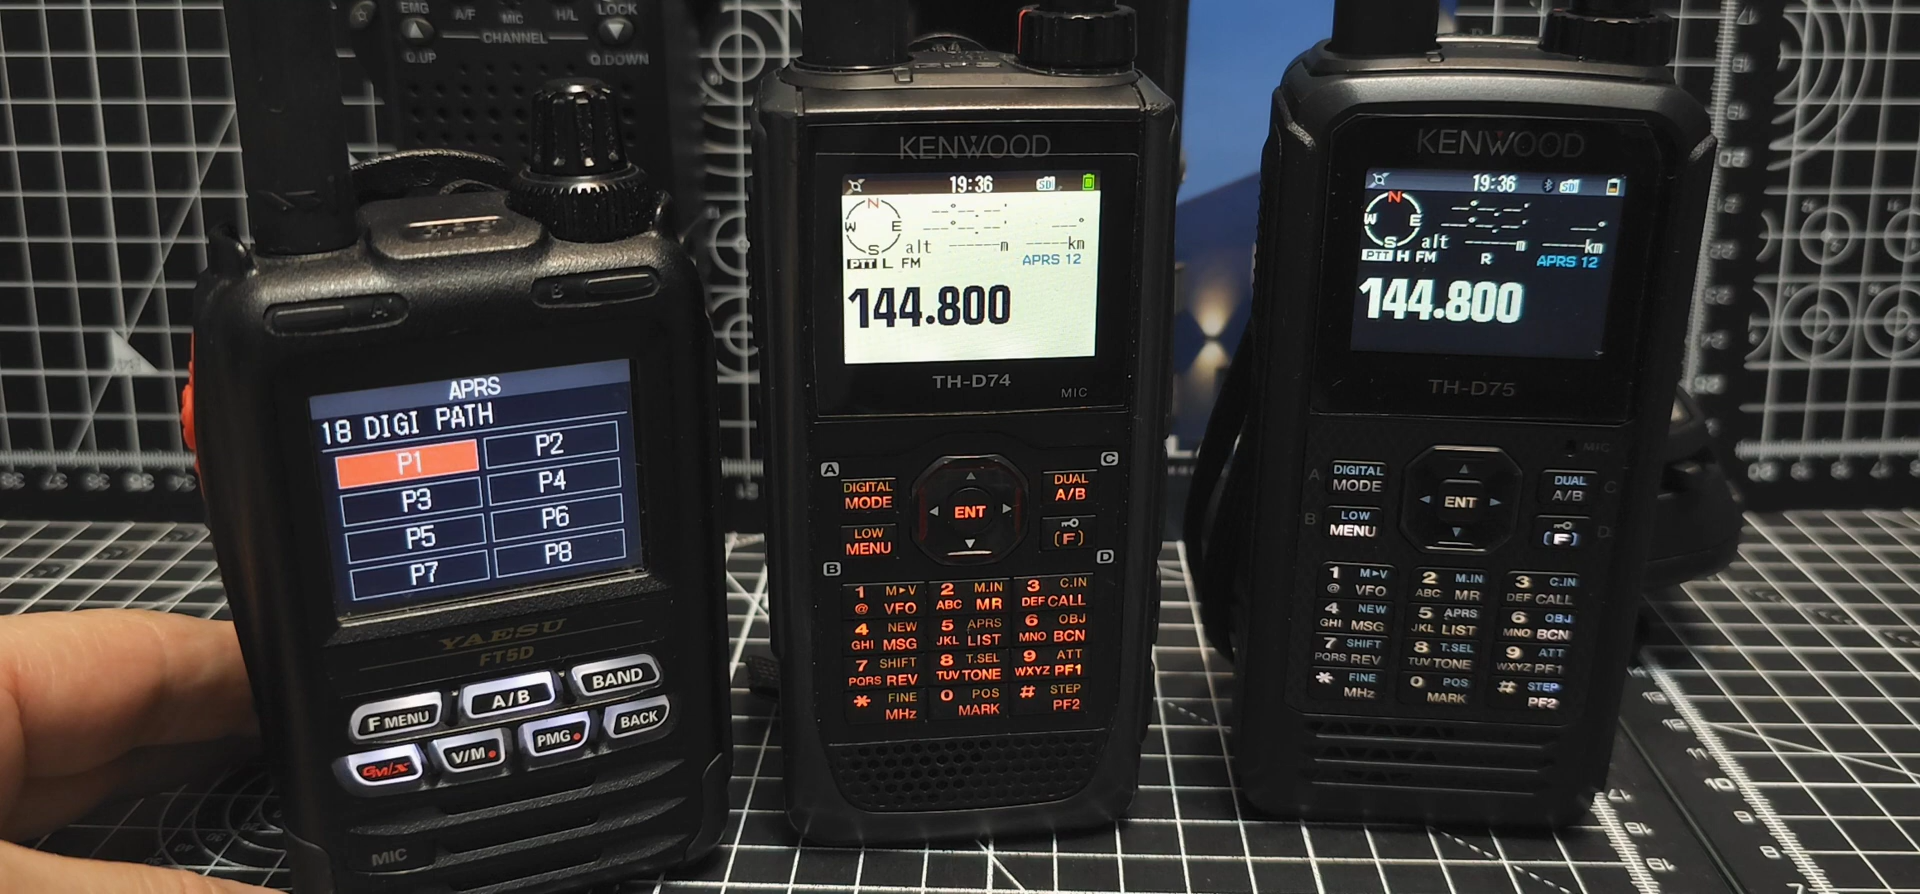 EMG A/F MIC H/L LOCK
CHANNEL
Q.UP Q.DOWN
A B
APRS
18 DIGI PATH
P1 P2
P3 P4
P5 P6
P7 P8
YAESU
FT5D
F MENU A/B BAND
GM/X V/M PMG BACK
MIC
KENWOOD
19:36 SD
N
W E
S alt m km
PTT L FM APRS 12
144.800
TH-D74
MIC
A C
DIGITAL DUAL
MODE ENT A/B
LOW
MENU (F)
B D
1 M►V 2 M.IN 3 C.IN
@ VFO ABC MR DEF CALL
4 NEW 5 APRS 6 OBJ
GHI MSG JKL LIST MNO BCN
7 SHIFT 8 T.SEL 9 ATT
PQRS REV TUV TONE WXYZ PF1
* FINE 0 POS # STEP
MHz MARK PF2
KENWOOD
19:36 SD
N
W E
S alt m km
PTT H FM R APRS 12
144.800
TH-D75
MIC
A C
DIGITAL DUAL
MODE ENT A/B
B LOW D
MENU (F)
1 M►V 2 M.IN 3 C.IN
@ VFO ABC MR DEF CALL
4 NEW 5 APRS 6 OBJ
GHI MSG JKL LIST MNO BCN
7 SHIFT 8 T.SEL 9 ATT
PQRS REV TUV TONE WXYZ PF1
* FINE 0 POS # STEP
MHz MARK PF2